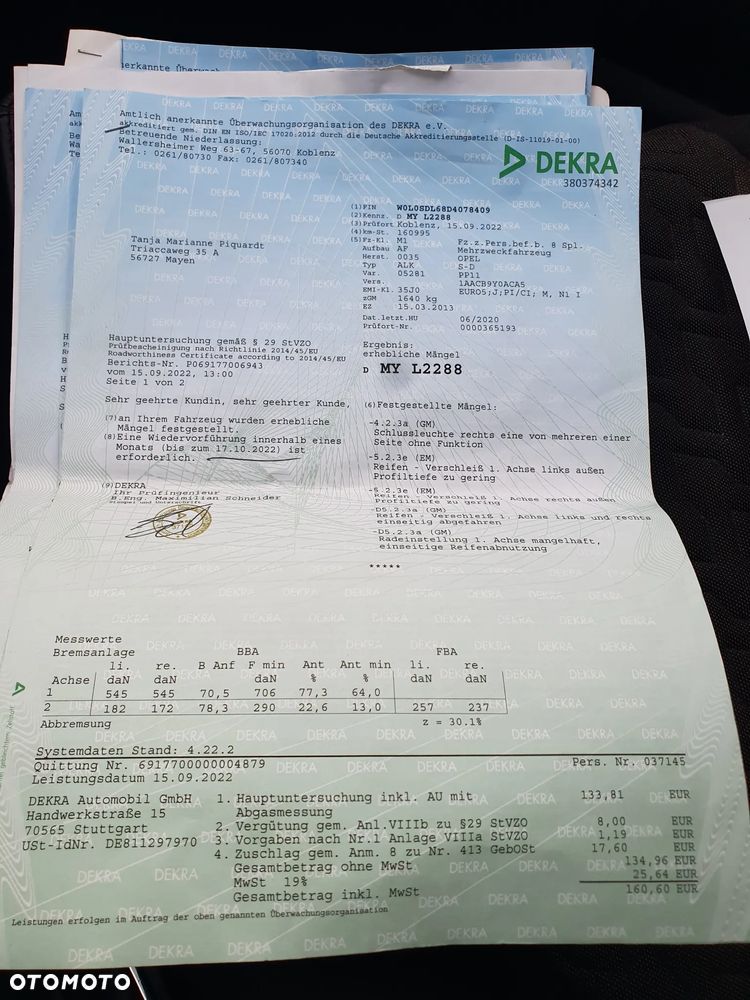 Amtlich anerkannte Überwachungsorganisation des DEKRA e.V.
akkreditiert gem. DIN EN ISO/IEC 17020:2012 durch die Deutsche Akkreditierungsstelle (D-IS-11019-01-00)
Betreuende Niederlassung:
Wallersheimer Weg 63-67, 56070 Koblenz
Tel.: 0261/80730 Fax: 0261/807340
DEKRA
380374342
(1) FIN W0L0SDL68D4078409
(2) Kennz. D MY L2288
(3) Prüfort Koblenz, 15.09.2022
(4) km-St. 160995
(5) Fz-Kl. M1 Fz.z.Pers.bef.b. 8 Spl.
Aufbau AF Mehrzweckfahrzeug
Herst. 0035 OPEL
Typ ALK S-D
Var. 05281 PP11
Vers. 1AACB9Y0ACA5
EMI-Kl. 35J0 EURO5;J;PI/CI; M, N1 I
zGM 1640 kg
EZ 15.03.2013
Dat.letzt.HU 06/2020
Prüfort-Nr. 0000365193
Tanja Marianne Piquardt
Triaccaweg 35 A
56727 Mayen
Hauptuntersuchung gemäß § 29 StVZO
Prüfbescheinigung nach Richtlinie 2014/45/EU
Roadworthiness Certificate according to 2014/45/EU
Berichts-Nr. P069177006943
vom 15.09.2022, 13:00
Seite 1 von 2
Ergebnis:
erhebliche Mängel
D MY L2288
Sehr geehrte Kundin, sehr geehrter Kunde,
(7) an Ihrem Fahrzeug wurden erhebliche
Mängel festgestellt.
(8) Eine Wiedervorführung innerhalb eines
Monats (bis zum 17.10.2022) ist
erforderlich.
(9) DEKRA
Ihr Prüfingenieur
B.Eng. Maximilian Schneider
Stempel und Unterschrift
(6) Festgestellte Mängel:
-4.2.3a (GM)
Schlussleuchte rechts eine von mehreren einer
Seite ohne Funktion
-5.2.3e (EM)
Reifen - Verschleiß 1. Achse links außen
Profiltiefe zu gering
-5.2.3e (EM)
Reifen - Verschleiß 1. Achse rechts außen
Profiltiefe zu gering
-D5.2.3a (GM)
Reifen - Verschleiß 1. Achse links und rechts
einseitig abgefahren
-D5.2.3a (GM)
Radeinstellung 1. Achse mangelhaft,
einseitige Reifenabnutzung
*****
Messwerte
Bremsanlage BBA FBA
li. re. B Anf F min Ant Ant min li. re.
Achse daN daN daN % % daN daN
1 545 545 70,5 706 77,3 64,0
2 182 172 78,3 290 22,6 13,0 257 237
Abbremsung z = 30.1%
Systemdaten Stand: 4.22.2
Quittung Nr. 6917700000004879 Pers. Nr. 037145
Leistungsdatum 15.09.2022
DEKRA Automobil GmbH
Handwerkstraße 15
70565 Stuttgart
USt-IdNr. DE811297970
1. Hauptuntersuchung inkl. AU mit 133,81 EUR
Abgasmessung
2. Vergütung gem. Anl.VIIIb zu §29 StVZO 8,00 EUR
3. Vorgaben nach Nr.1 Anlage VIIIa StVZO 1,19 EUR
4. Zuschlag gem. Anm. 8 zu Nr. 413 GebOSt 17,60 EUR
Gesamtbetrag ohne MwSt 134,96 EUR
MwSt 19% 25,64 EUR
Gesamtbetrag inkl. MwSt 160,60 EUR
Leistungen erfolgen im Auftrag der oben genannten Überwachungsorganisation
OTOMOTO